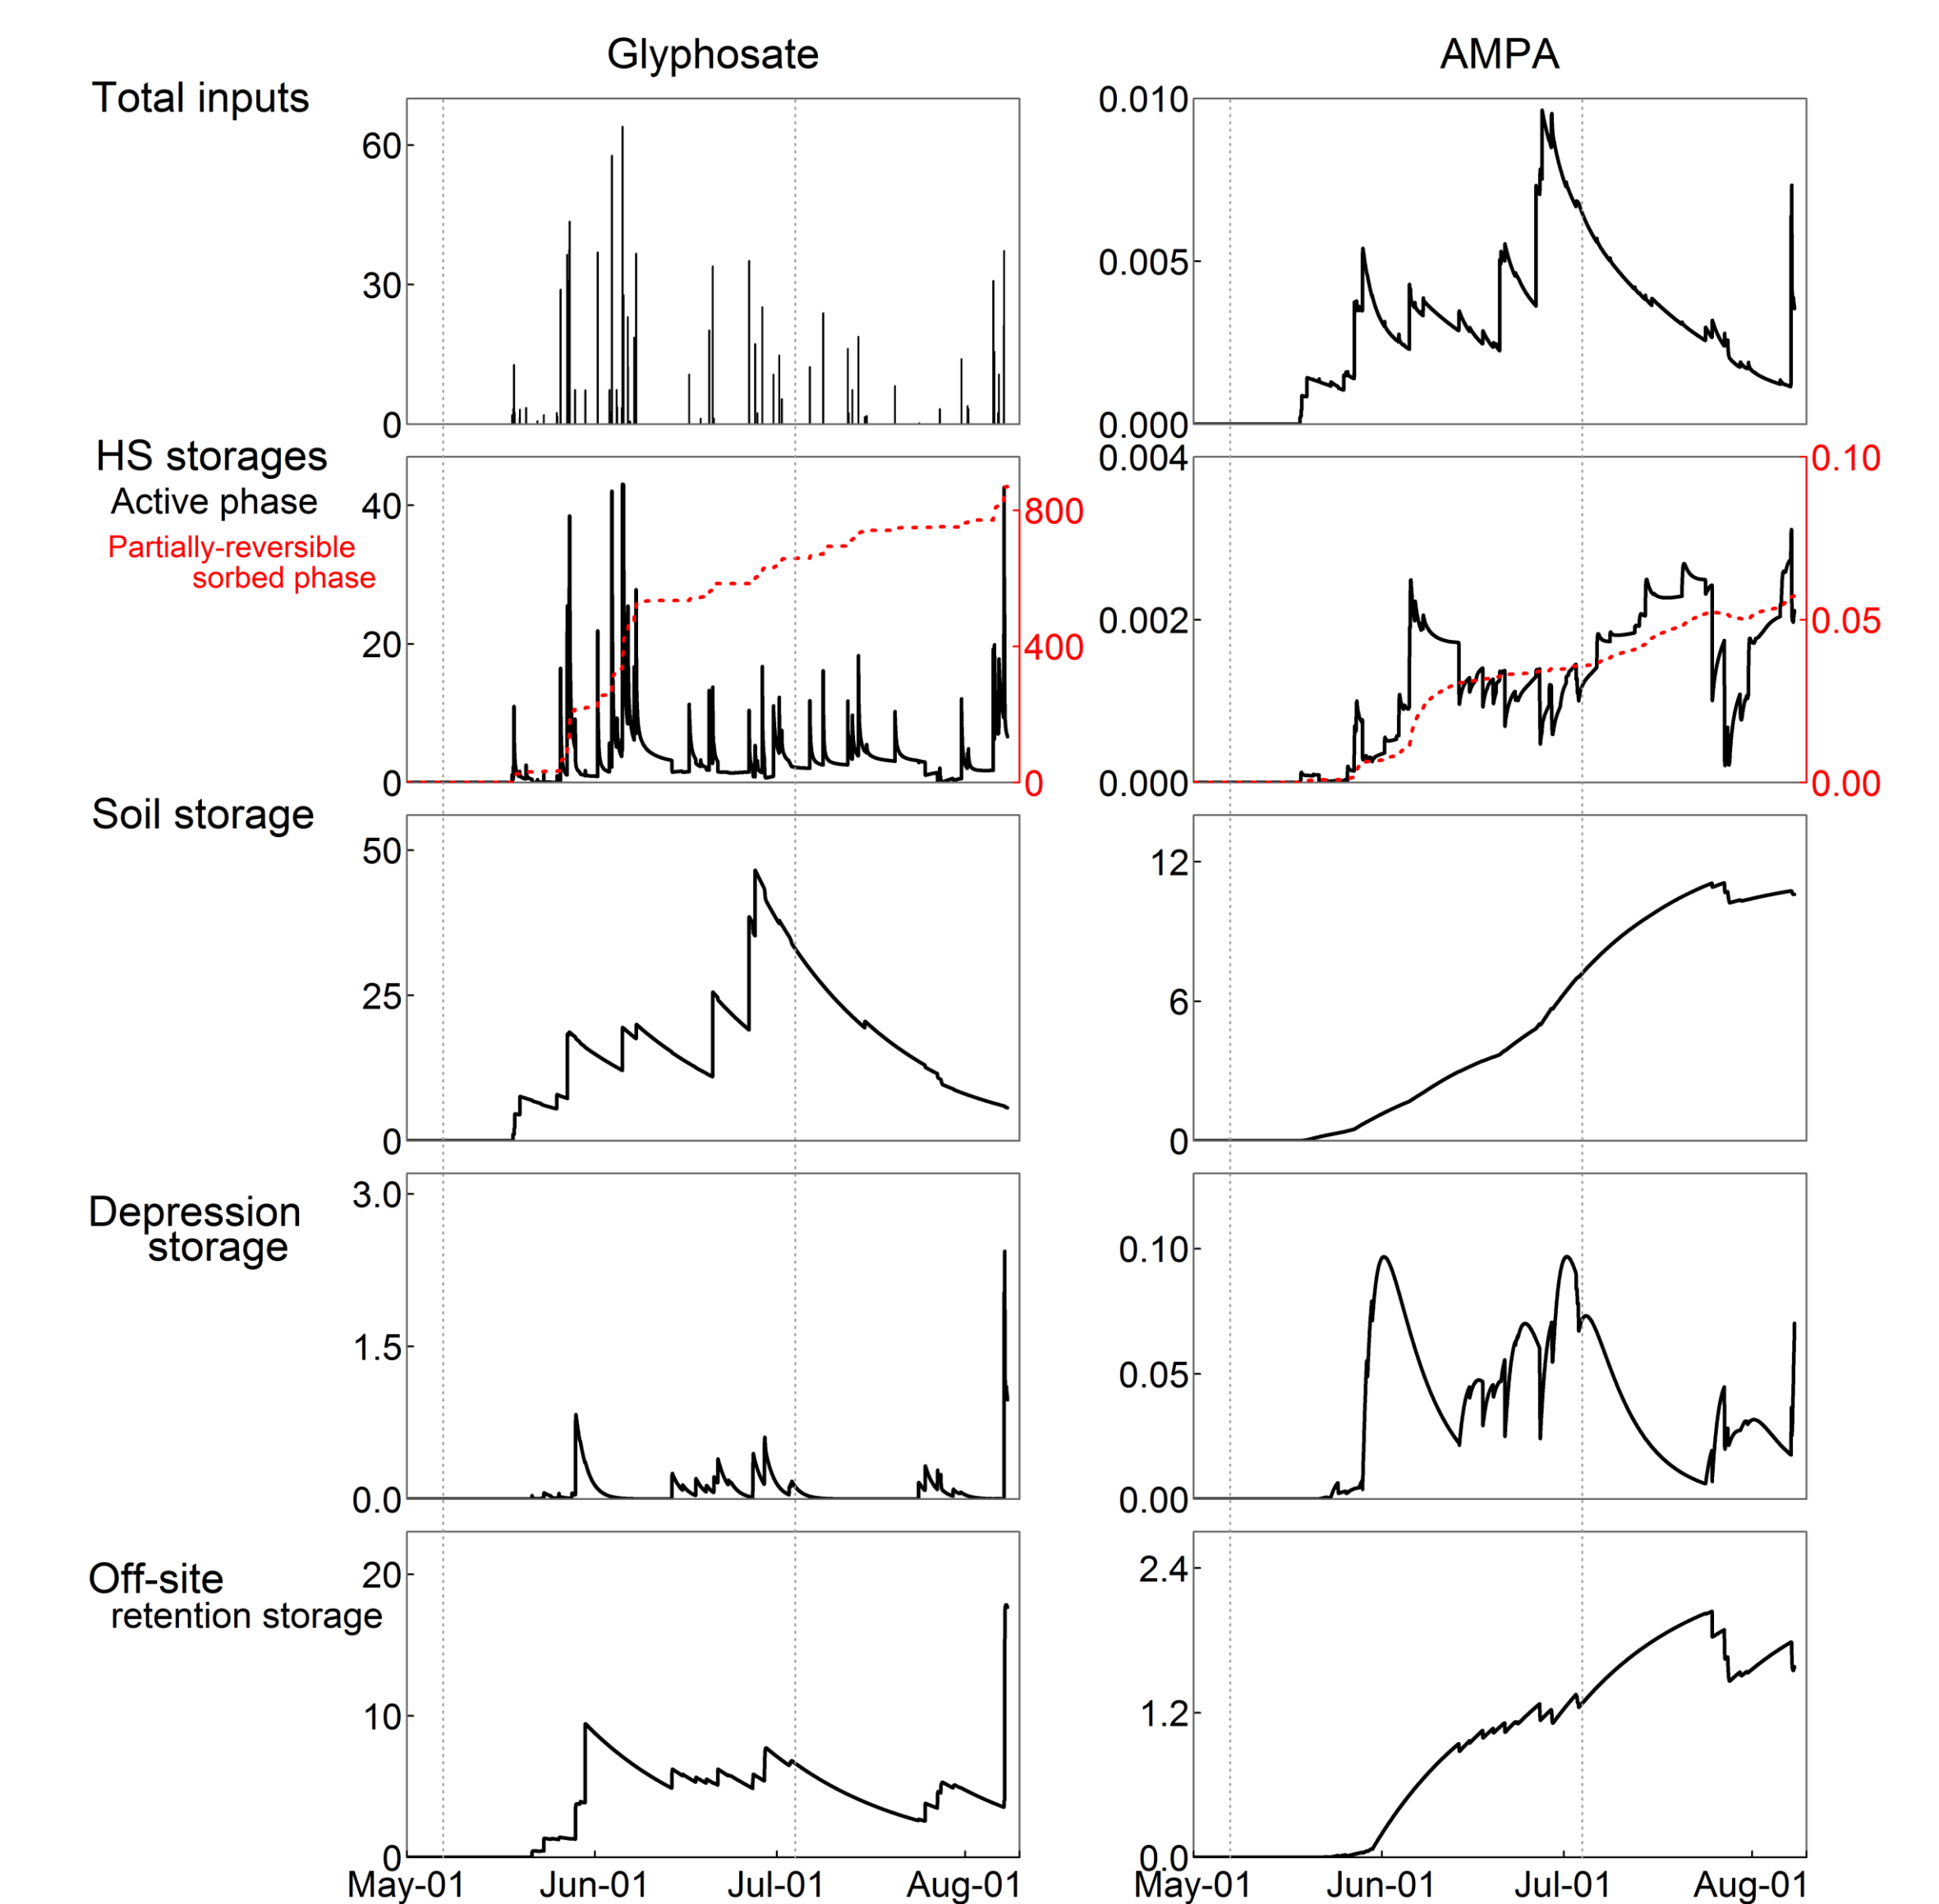 Glyphosate
AMPA
Total inputs
60
30
0
0.010
0.005
0.000
HS storages
Active phase
Partially-reversible
sorbed phase
40
20
0
800
400
0
0.004
0.002
0.000
0.10
0.05
0.00
Soil storage
50
25
0
12
6
0
Depression
storage
3.0
1.5
0.0
0.10
0.05
0.00
Off-site
retention storage
20
10
0
2.4
1.2
0.0
May-01 Jun-01 Jul-01 Aug-01
May-01 Jun-01 Jul-01 Aug-01